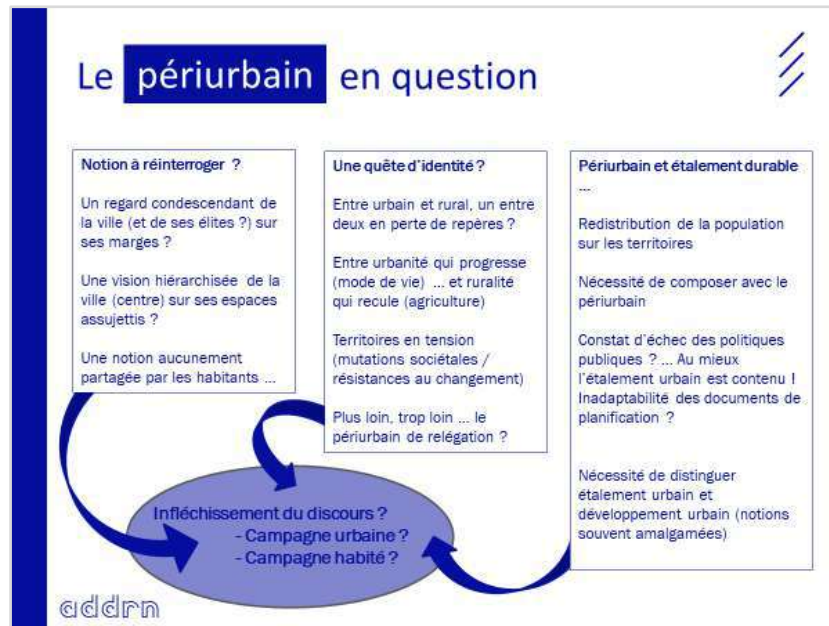 Le périurbain en question
Notion à réinterroger ?
Un regard condescendant de
la ville (et de ses élites ?) sur
ses marges ?
Une vision hiérarchisée de la
ville (centre) sur ses espaces
assujettis ?
Une notion aucunement
partagée par les habitants ...
Une quête d'identité ?
Entre urbain et rural, un entre
deux en perte de repères ?
Entre urbanité qui progresse
(mode de vie) ... et ruralité
qui recule (agriculture)
Territoires en tension
(mutations sociétales /
résistances au changement)
Plus loin, trop loin ... le
périurbain de relégation ?
Périurbain et étalement durable
...
Redistribution de la population
sur les territoires
Nécessité de composer avec le
périurbain
Constat d'échec des politiques
publiques ? ... Au mieux
l'étalement urbain est contenu !
Inadaptabilité des documents de
planification ?
Nécessité de distinguer
étalement urbain et
développement urbain (notions
souvent amalgamées)
Infléchissement du discours ?
- Campagne urbaine ?
- Campagne habité ?
addrn